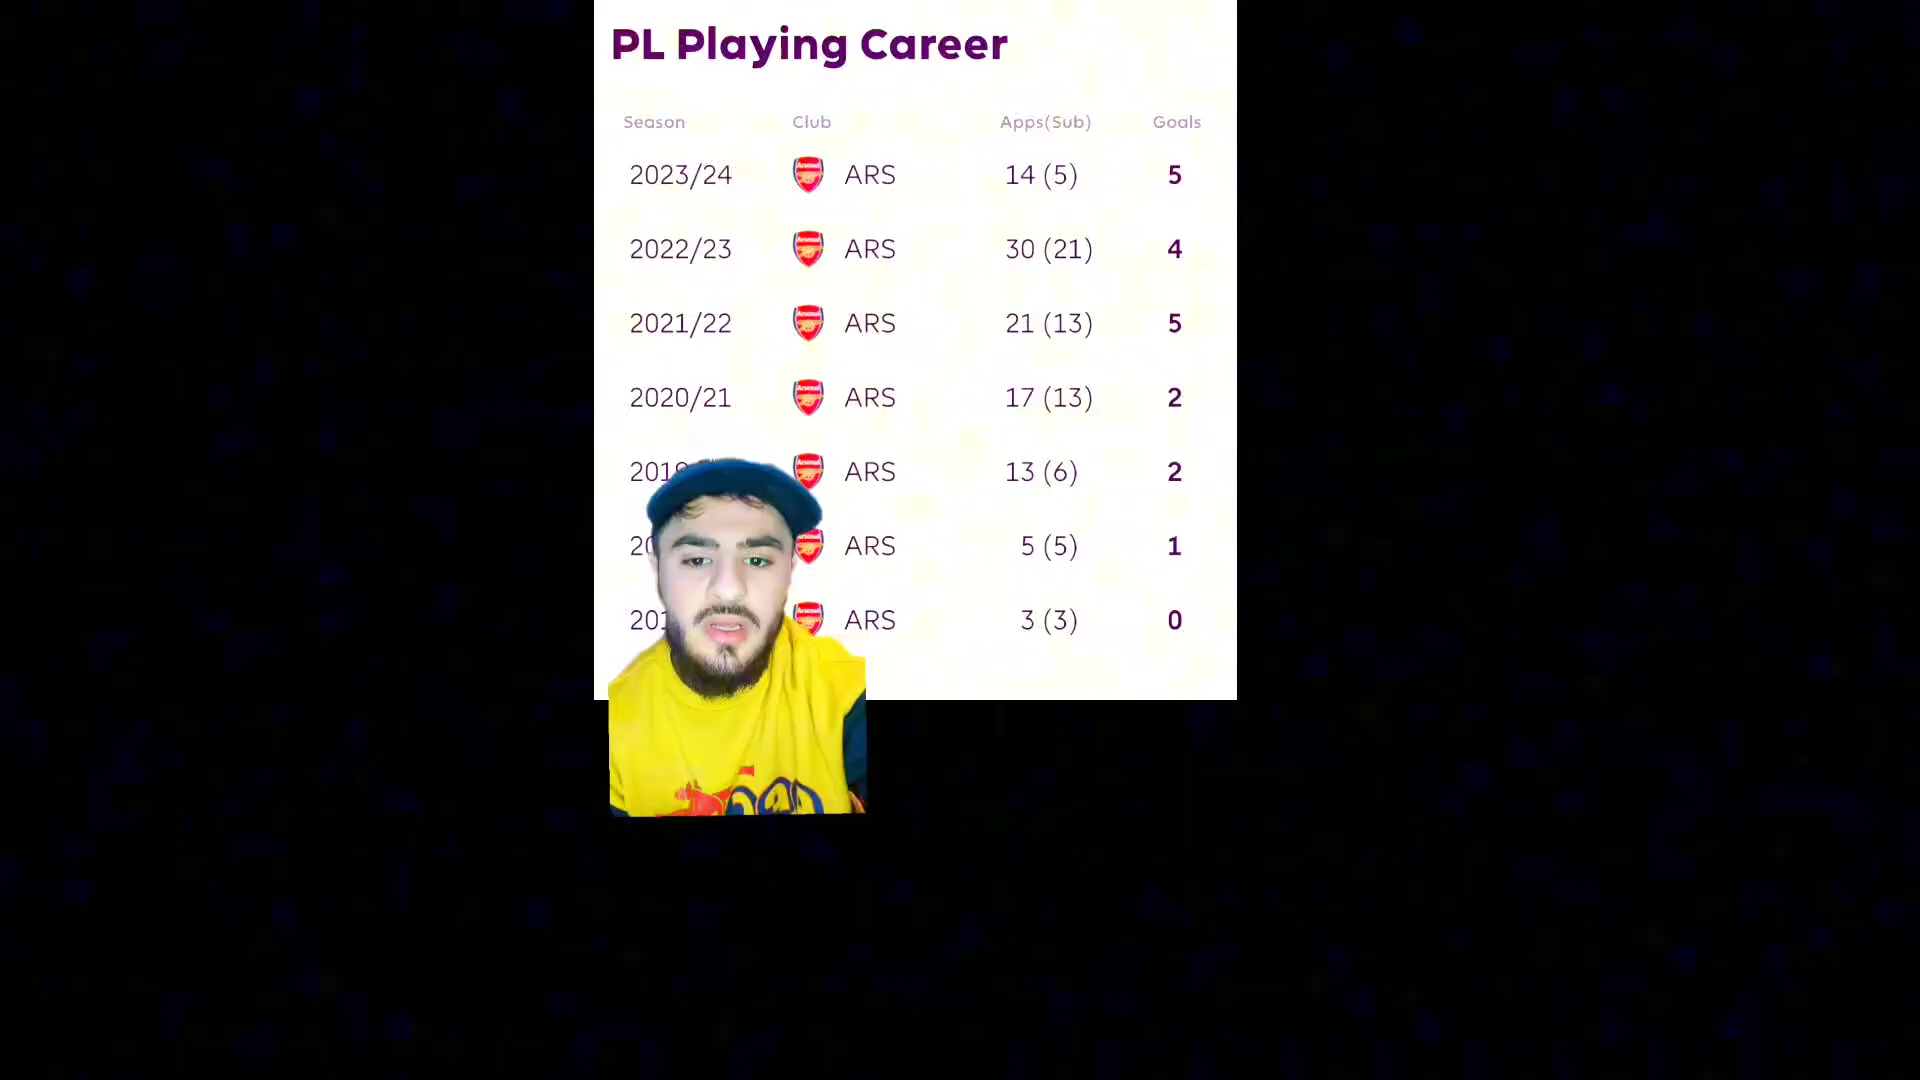 PL Playing Career
Season Club Apps(Sub) Goals
2023/24 ARS 14 (5) 5
2022/23 ARS 30 (21) 4
2021/22 ARS 21 (13) 5
2020/21 ARS 17 (13) 2
ARS 13 (6) 2
ARS 5 (5) 1
ARS 3 (3) 0